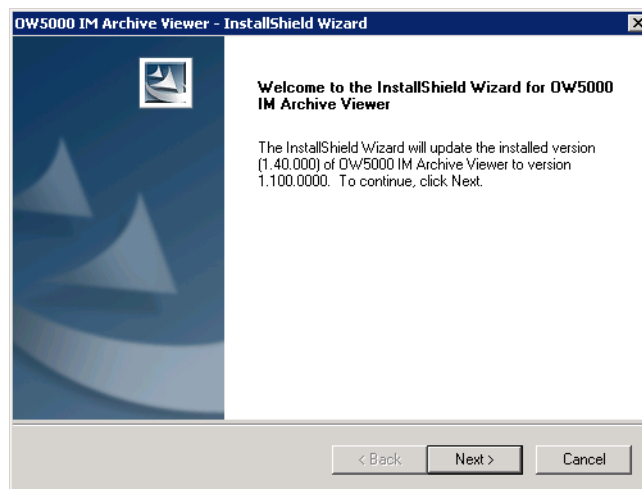 OW5000 IM Archive Viewer - InstallShield Wizard
Welcome to the InstallShield Wizard for OW5000
IM Archive Viewer
The InstallShield Wizard will update the installed version
(1.40.000) of OW5000 IM Archive Viewer to version
1.100.0000. To continue, click Next.
< Back
Next >
Cancel